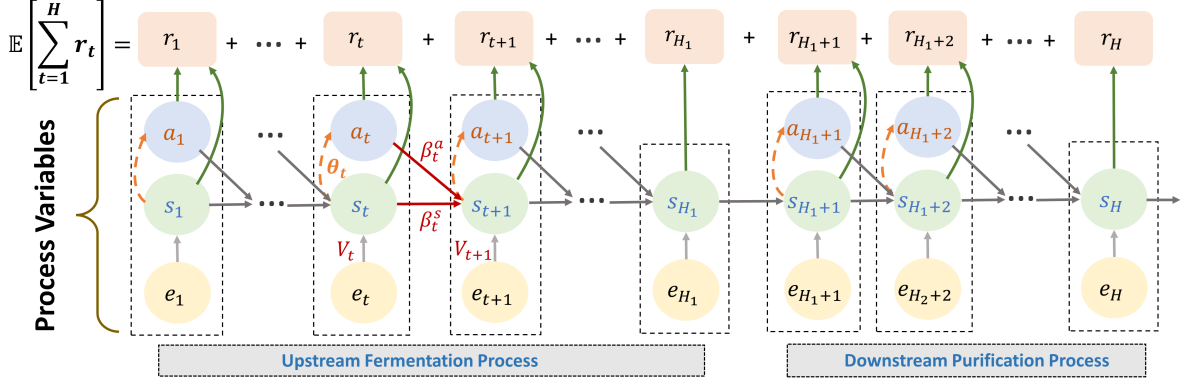 𝔼[∑_{t=1}^{H} r_t] = r_1 + ⋯ + r_t + r_{t+1} + ⋯ + r_{H_1} + r_{H_1+1} + r_{H_1+2} + ⋯ + r_H
Process Variables
a_1 ⋯ a_t a_{t+1} ⋯ a_{H_1+1} a_{H_1+2} ⋯
θ_t β_t^a
s_1 ⋯ s_t s_{t+1} ⋯ s_{H_1} s_{H_1+1} s_{H_1+2} ⋯ s_H
β_t^s
V_t V_{t+1}
e_1 e_t e_{t+1} e_{H_1} e_{H_1+1} e_{H_2+2} e_H
Upstream Fermentation Process
Downstream Purification Process